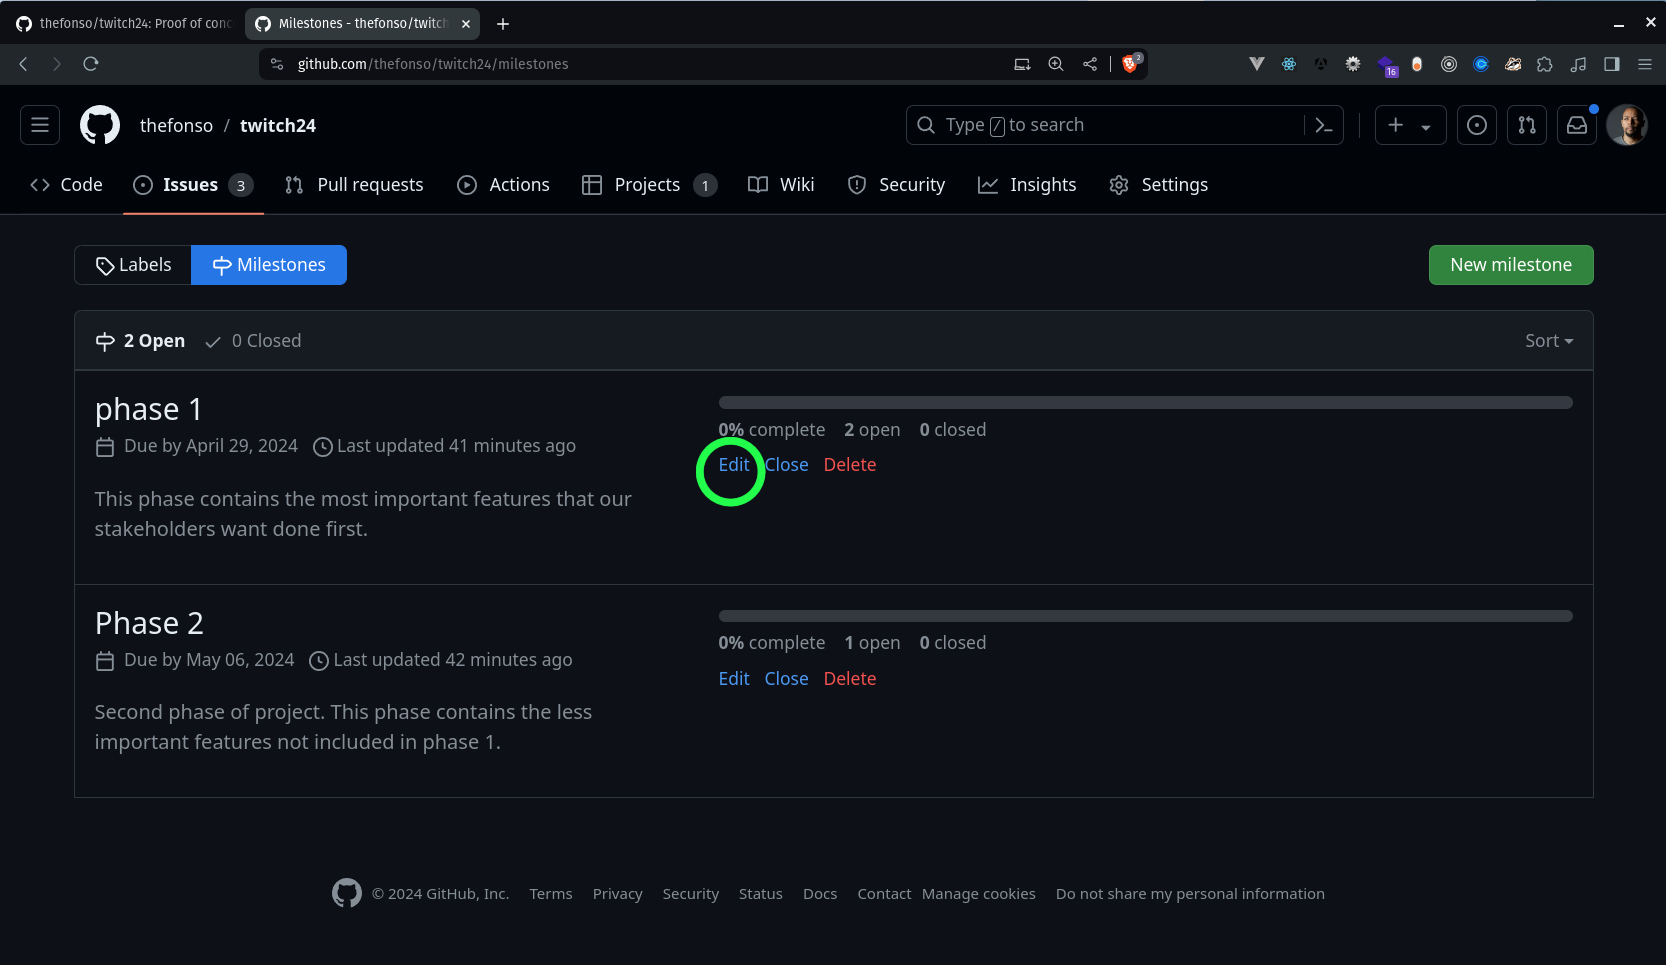 thefonso/twitch24: Proof of conc
Milestones - thefonso/twitch
github.com/thefonso/twitch24/milestones
2
16
thefonso / twitch24
Type / to search
Code
Issues 3
Pull requests
Actions
Projects 1
Wiki
Security
Insights
Settings
Labels
Milestones
New milestone
2 Open
0 Closed
Sort
phase 1
Due by April 29, 2024 Last updated 41 minutes ago
This phase contains the most important features that our
stakeholders want done first.
0% complete 2 open 0 closed
Edit Close Delete
Phase 2
Due by May 06, 2024 Last updated 42 minutes ago
Second phase of project. This phase contains the less
important features not included in phase 1.
0% complete 1 open 0 closed
Edit Close Delete
© 2024 GitHub, Inc. Terms Privacy Security Status Docs Contact Manage cookies Do not share my personal information